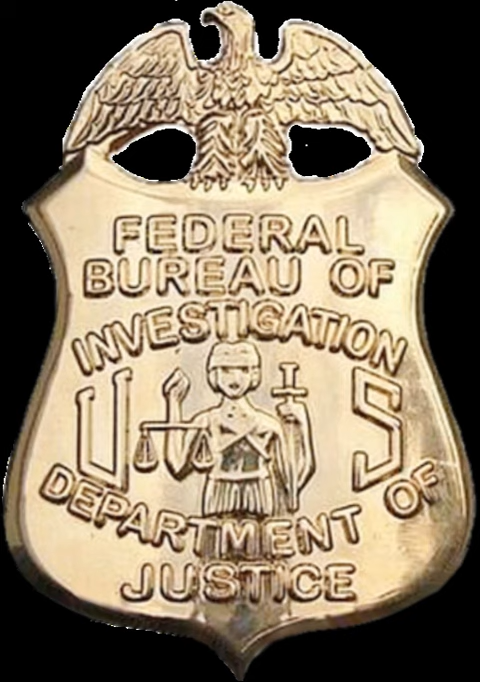 FEDERAL
BUREAU OF
INVESTIGATION
U S
DEPARTMENT OF
JUSTICE